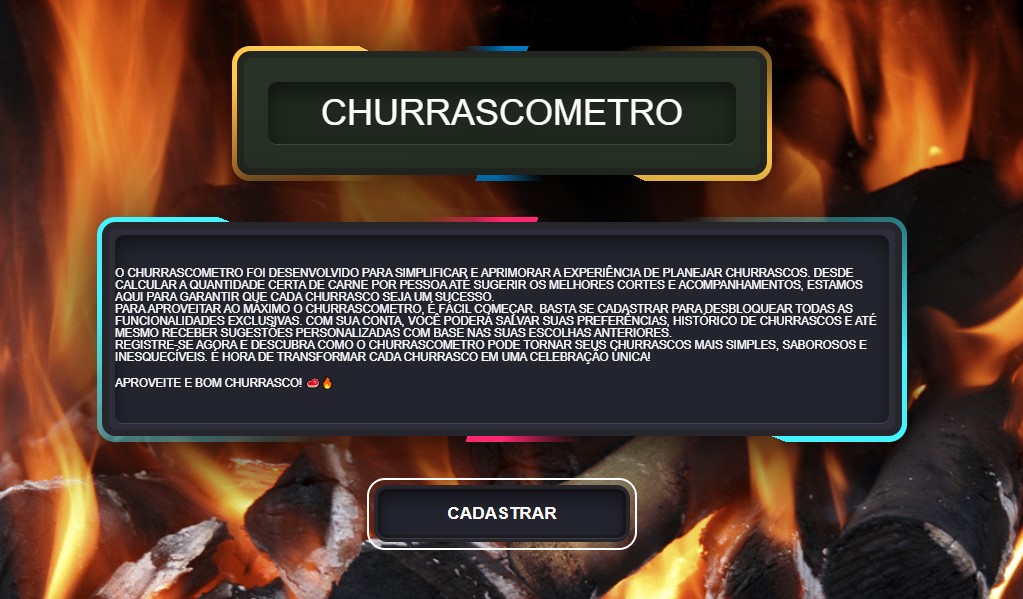 CHURRASCOMETRO
O CHURRASCOMETRO FOI DESENVOLVIDO PARA SIMPLIFICAR E APRIMORAR A EXPERIÊNCIA DE PLANEJAR CHURRASCOS. DESDE
CALCULAR A QUANTIDADE CERTA DE CARNE POR PESSOA ATÉ SUGERIR OS MELHORES CORTES E ACOMPANHAMENTOS, ESTAMOS
AQUI PARA GARANTIR QUE CADA CHURRASCO SEJA UM SUCESSO.
PARA APROVEITAR AO MÁXIMO O CHURRASCOMETRO, É FÁCIL COMEÇAR. BASTA SE CADASTRAR PARA DESBLOQUEAR TODAS AS
FUNCIONALIDADES EXCLUSIVAS. COM SUA CONTA, VOCÊ PODERÁ SALVAR SUAS PREFERÊNCIAS, HISTÓRICO DE CHURRASCOS E ATÉ
MESMO RECEBER SUGESTÕES PERSONALIZADAS COM BASE NAS SUAS ESCOLHAS ANTERIORES.
REGISTRE-SE AGORA E DESCUBRA COMO O CHURRASCOMETRO PODE TORNAR SEUS CHURRASCOS MAIS SIMPLES, SABOROSOS E
INESQUECÍVEIS. É HORA DE TRANSFORMAR CADA CHURRASCO EM UMA CELEBRAÇÃO ÚNICA!
APROVEITE E BOM CHURRASCO! 🥩🔥
CADASTRAR